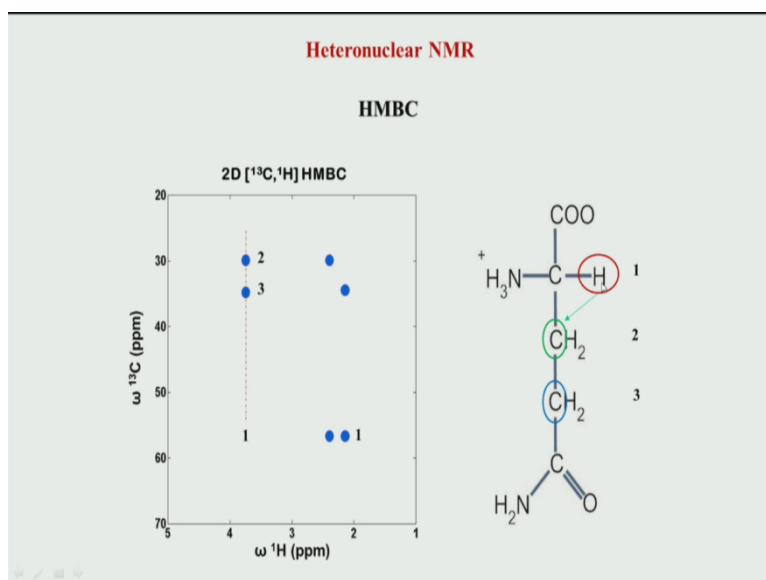 Heteronuclear NMR
HMBC
2D [¹³C,¹H] HMBC
20
30
40
50
60
70
5
4
3
2
1
ω ¹³C (ppm)
ω ¹H (ppm)
2
3
1
1
COO
+
H₃N C H 1
CH₂ 2
CH₂ 3
C
H₂N O